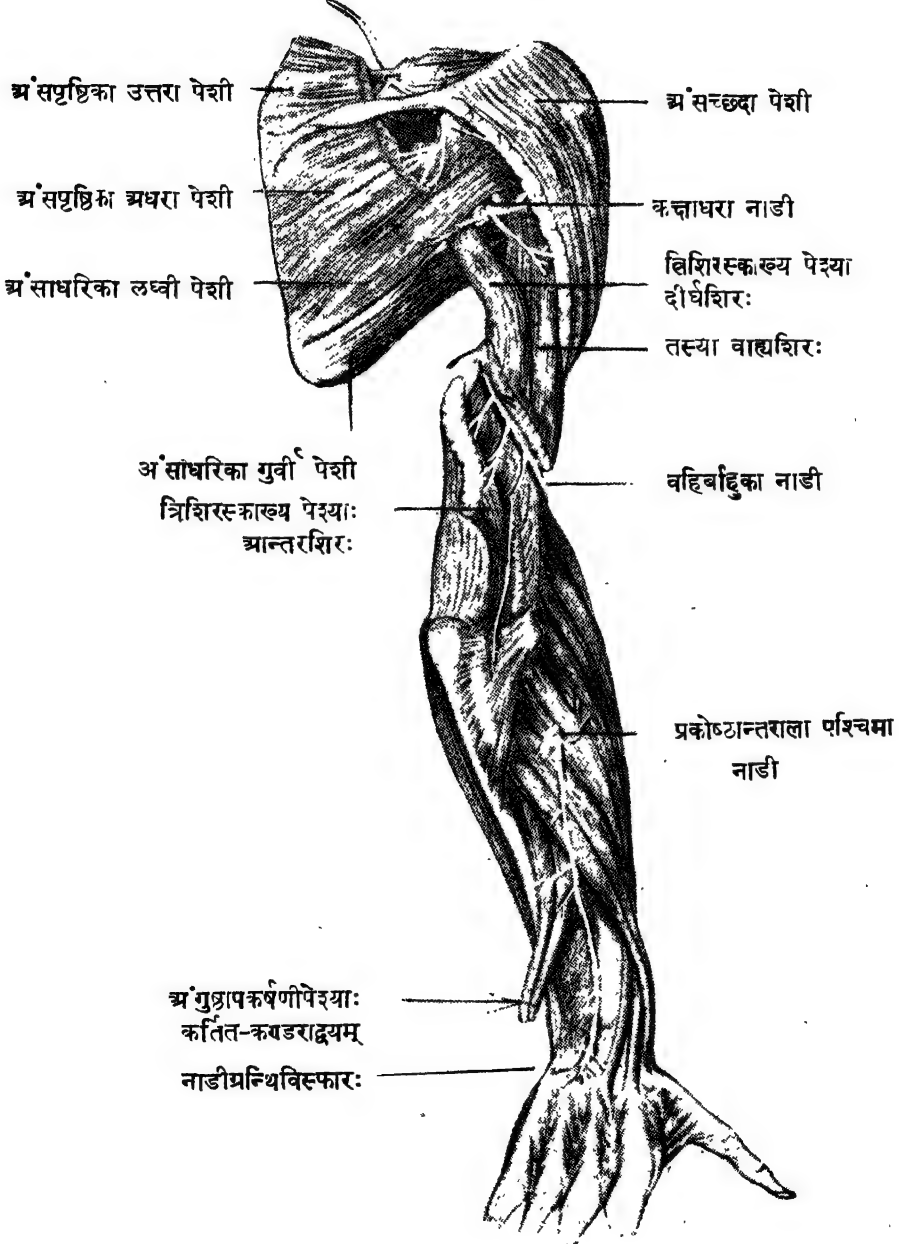 अंसपृष्ठिका उत्तरा पेशी
अंसपृष्ठिका अधरा पेशी
अंसाधरिका लघ्वी पेशी
अंसाधरिका गुर्वी पेशी
त्रिशिरस्काख्य पेश्याः
आन्तरशिरः
अंगुष्ठापकर्षणीपेश्याः
कर्तित-कण्डराद्वयम्
नाडीग्रन्थिविस्फारः
अंसच्छदा पेशी
कक्षाधरा नाडी
त्रिशिरस्काख्य पेश्या
दीर्घशिरः
तस्या वाह्यशिरः
वहिर्बाहुका नाडी
प्रकोष्ठान्तराला पश्चिमा
नाडी